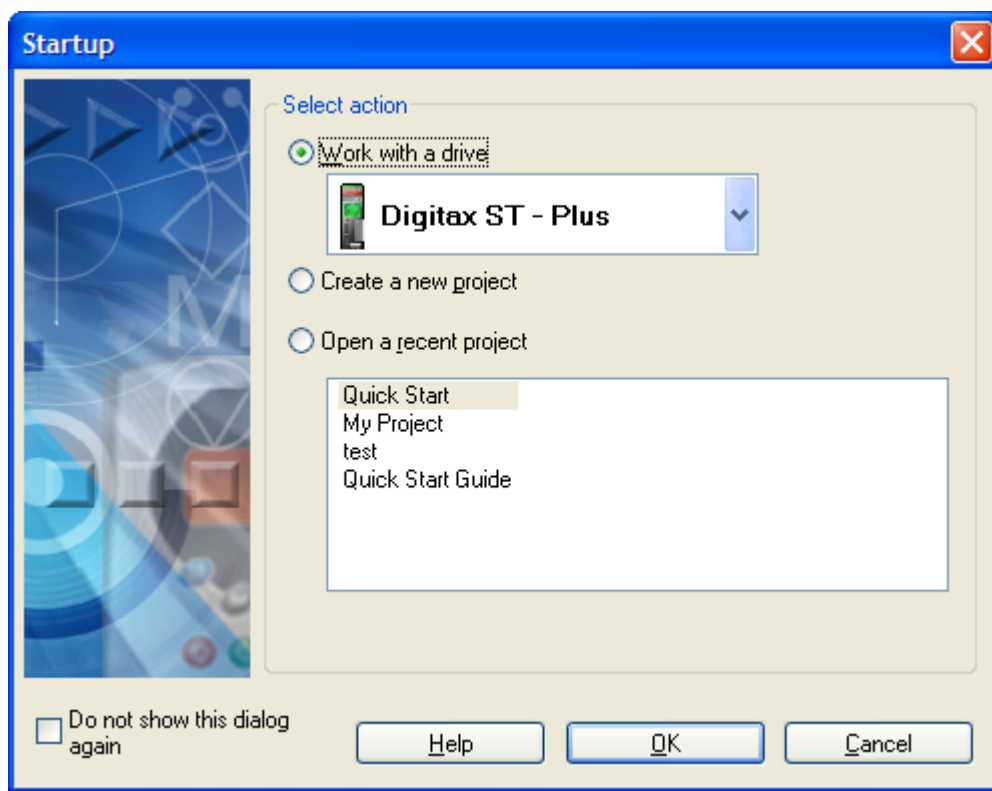 Startup
Select action
Work with a drive
Digitax ST - Plus
Create a new project
Open a recent project
Quick Start
My Project
test
Quick Start Guide
Do not show this dialog
again
Help
OK
Cancel